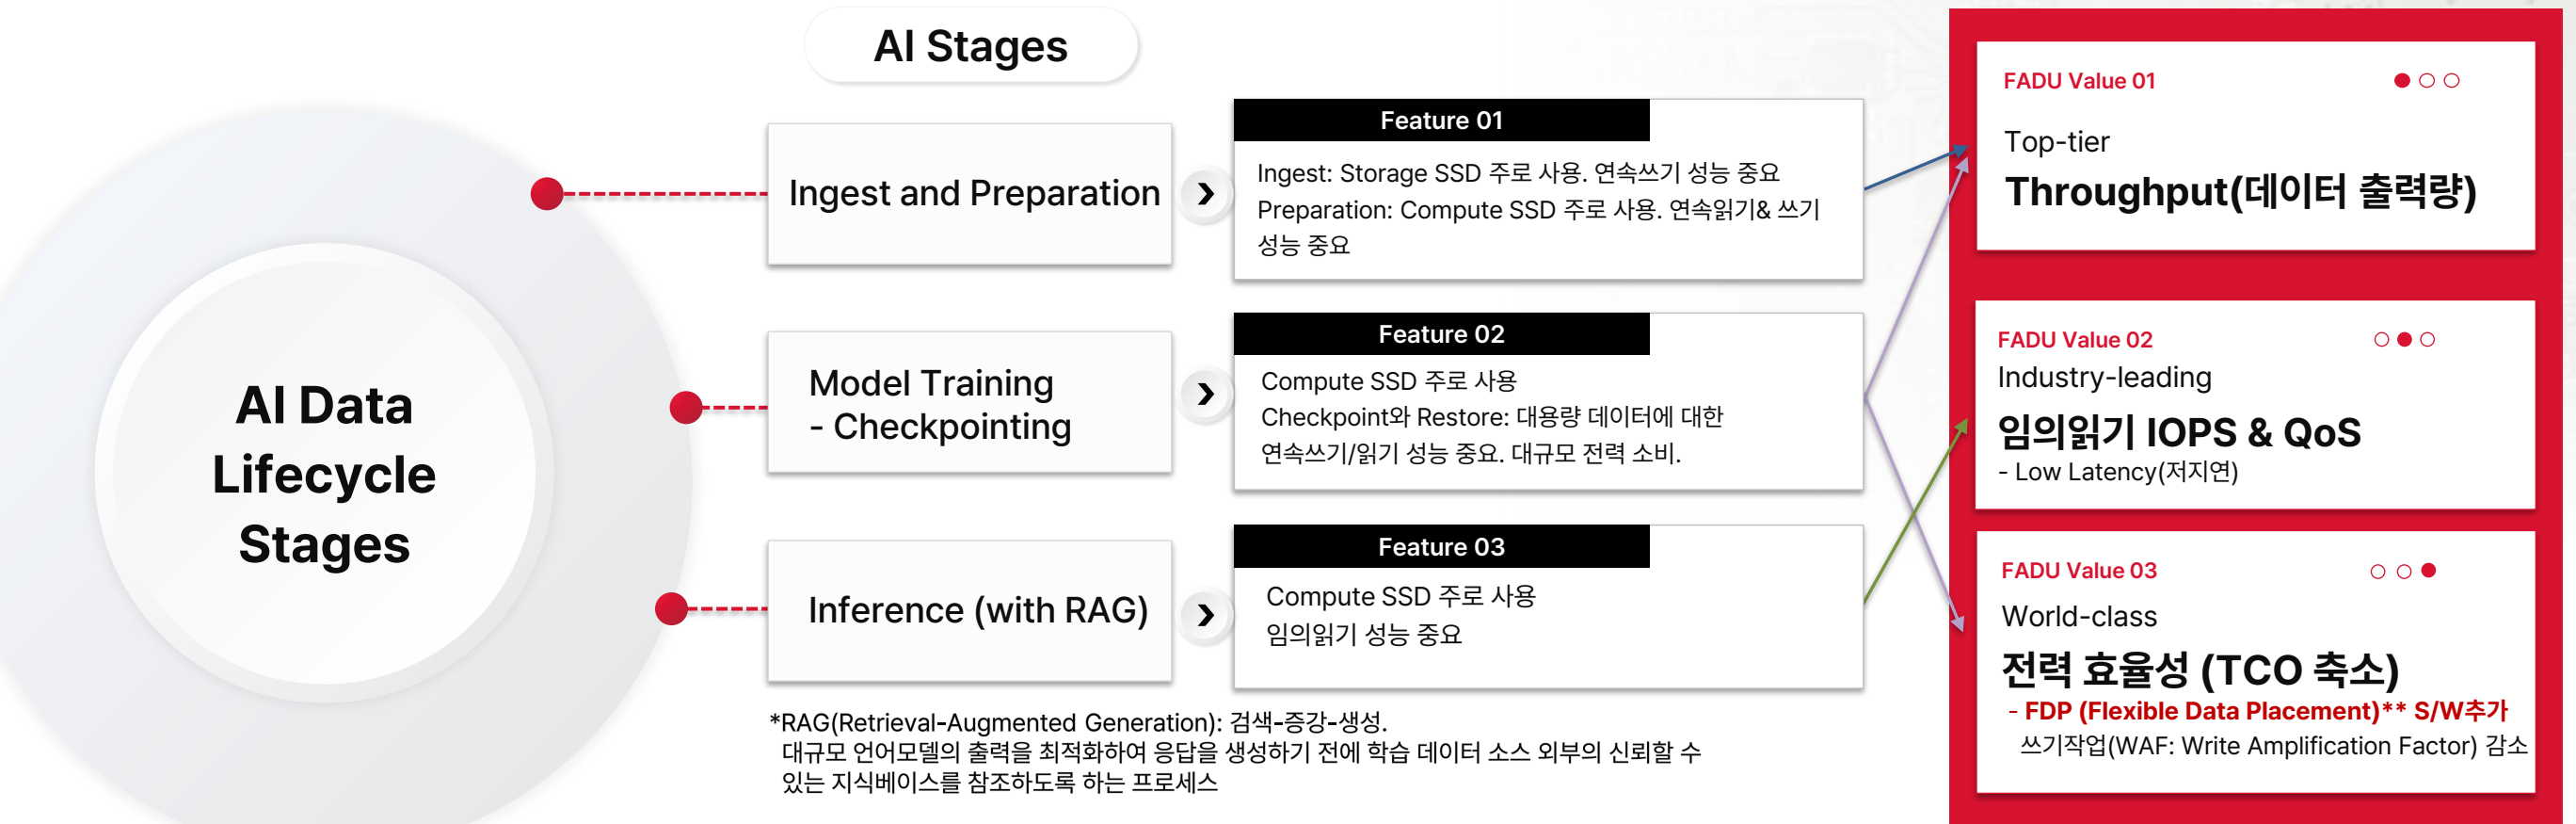 AI Stages
AI Data
Lifecycle
Stages
Ingest and Preparation
Feature 01
Ingest: Storage SSD 주로 사용. 연속쓰기 성능 중요
Preparation: Compute SSD 주로 사용. 연속읽기& 쓰기
성능 중요
Model Training
- Checkpointing
Feature 02
Compute SSD 주로 사용
Checkpoint와 Restore: 대용량 데이터에 대한
연속쓰기/읽기 성능 중요. 대규모 전력 소비.
Inference (with RAG)
Feature 03
Compute SSD 주로 사용
임의읽기 성능 중요
*RAG(Retrieval-Augmented Generation): 검색-증강-생성.
대규모 언어모델의 출력을 최적화하여 응답을 생성하기 전에 학습 데이터 소스 외부의 신뢰할 수
있는 지식베이스를 참조하도록 하는 프로세스
FADU Value 01
Top-tier
Throughput(데이터 출력량)
FADU Value 02
Industry-leading
임의읽기 IOPS & QoS
- Low Latency(저지연)
FADU Value 03
World-class
전력 효율성 (TCO 축소)
- FDP (Flexible Data Placement)** S/W추가
쓰기작업(WAF: Write Amplification Factor) 감소